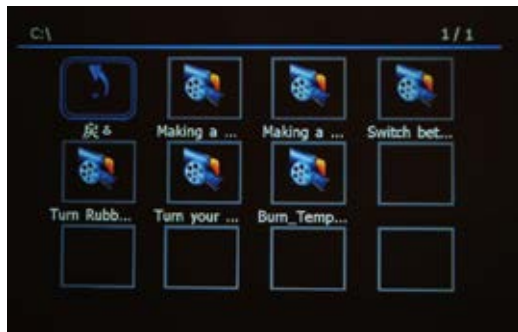 C:\ 1/1
戻る Making a ... Making a ... Switch bet...
Turn Rubb... Turn your ... Burn_Temp...